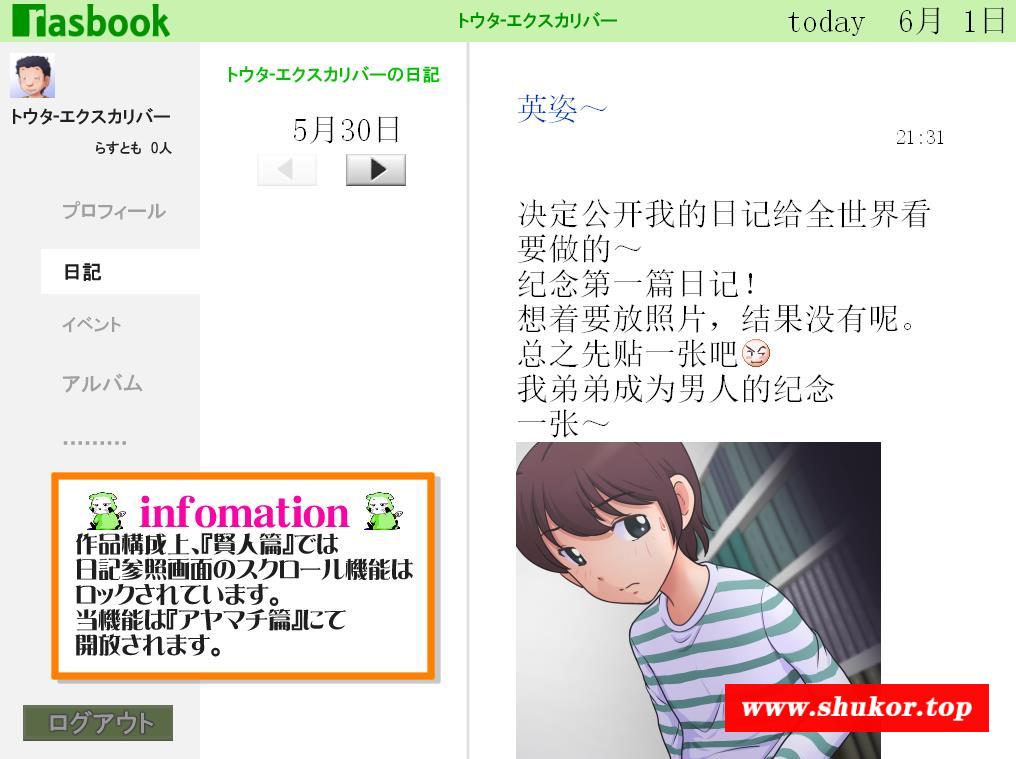 rasbook
トウタ-エクスカリバー
today 6月 1日
トウタ-エクスカリバー
らすとも 0人
プロフィール
日記
イベント
アルバム
………
トウタ-エクスカリバーの日記
5月30日
infomation
作品構成上、『賢人篇』では
日記参照画面のスクロール機能は
ロックされています。
当機能は『アヤマチ篇』にて
開放されます。
ログアウト
英姿～
21:31
决定公开我的日记给全世界看
要做的～
纪念第一篇日记！
想着要放照片，结果没有呢。
总之先贴一张吧
我弟弟成为男人的纪念
一张～
www.shukor.top